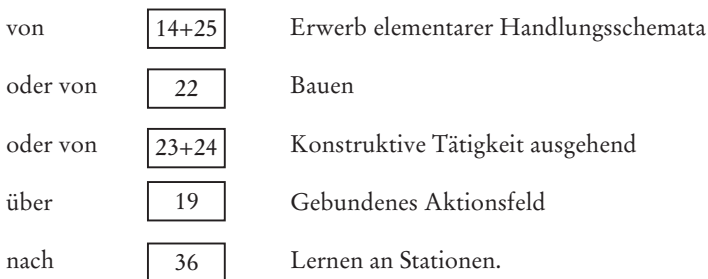 von 14+25 Erwerb elementarer Handlungsschemata
oder von 22 Bauen
oder von 23+24 Konstruktive Tätigkeit ausgehend
über 19 Gebundenes Aktionsfeld
nach 36 Lernen an Stationen.